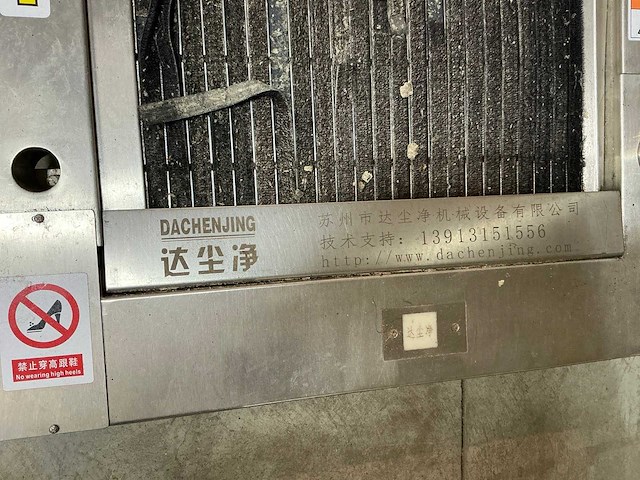 DACHENJING
达尘净
苏州市达尘净机械设备有限公司
技术支持：13913151556
http://www.dachenjing.com
达尘净
禁止穿高跟鞋
No wearing high heels